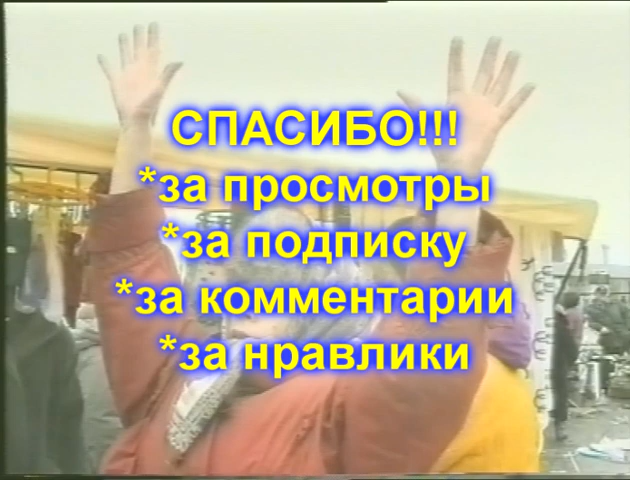 СПАСИБО!!!
*за просмотры
*за подписку
*за комментарии
*за нравлики